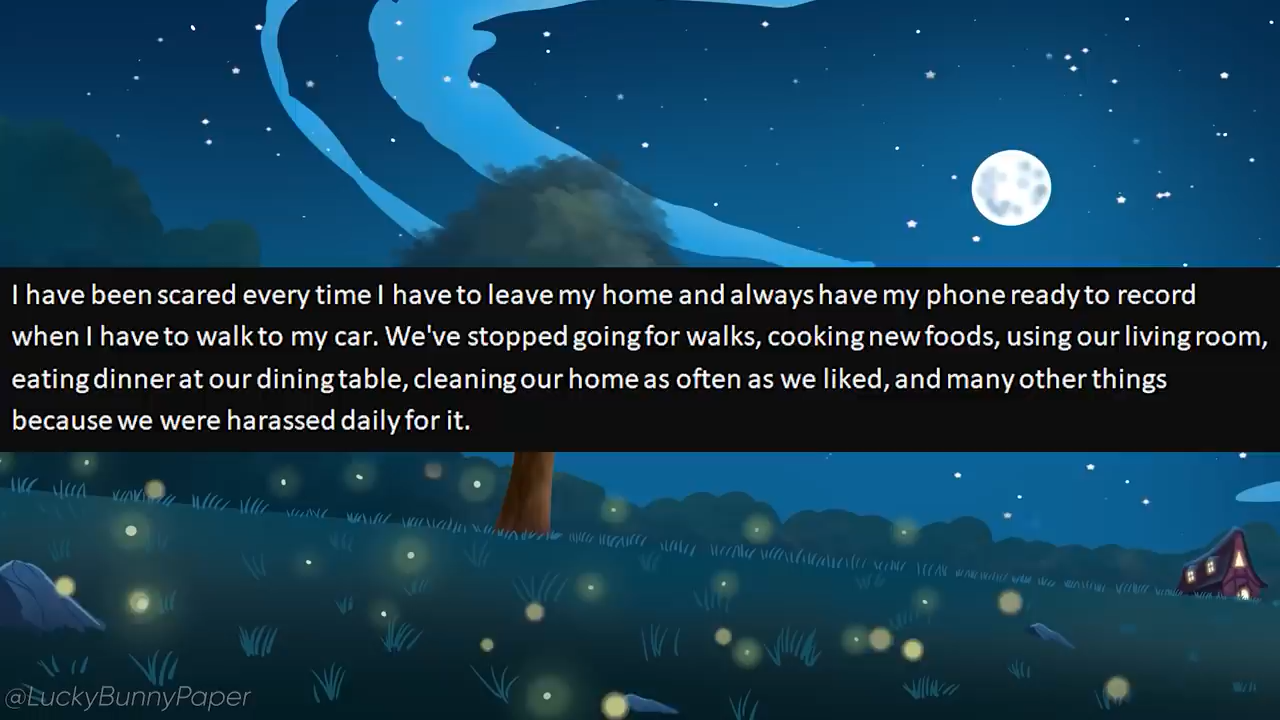 I have been scared every time I have to leave my home and always have my phone ready to record
when I have to walk to my car. We've stopped going for walks, cooking new foods, using our living room,
eating dinner at our dining table, cleaning our home as often as we liked, and many other things
because we were harassed daily for it.
@LuckyBunnyPaper